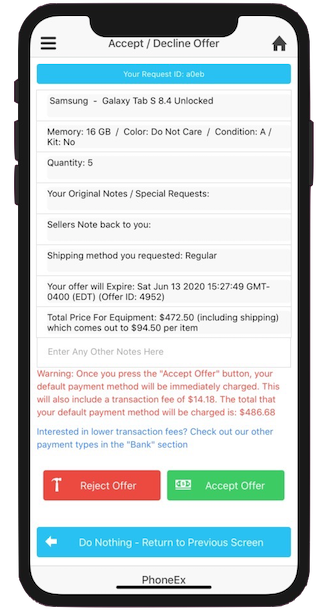 Accept / Decline Offer
Your Request ID: a0eb
Samsung - Galaxy Tab S 8.4 Unlocked
Memory: 16 GB / Color: Do Not Care / Condition: A /
Kit: No
Quantity: 5
Your Original Notes / Special Requests:
Sellers Note back to you:
Shipping method you requested: Regular
Your offer will Expire: Sat Jun 13 2020 15:27:49 GMT-
0400 (EDT) (Offer ID: 4952)
Total Price For Equipment: $472.50 (including shipping)
which comes out to $94.50 per item
Enter Any Other Notes Here
Warning: Once you press the "Accept Offer" button, your
default payment method will be immediately charged. This
will also include a transaction fee of $14.18. The total that
your default payment method will be charged is: $486.68
Interested in lower transaction fees? Check out our other
payment types in the "Bank" section
Reject Offer
Accept Offer
Do Nothing - Return to Previous Screen
PhoneEx